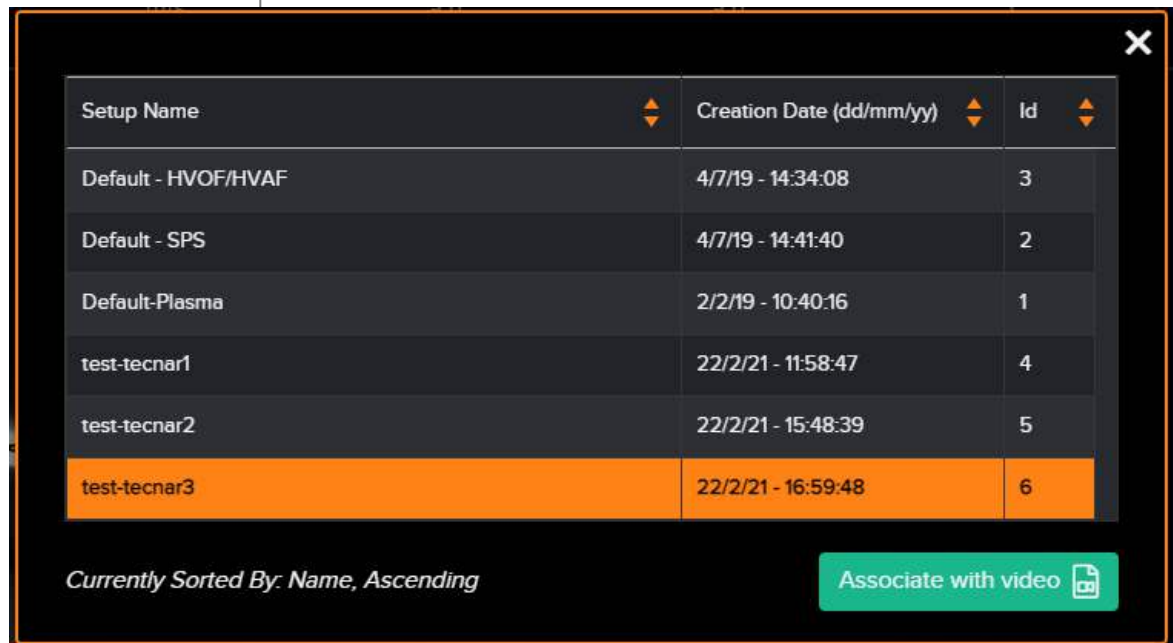 Setup Name Creation Date (dd/mm/yy) Id
Default - HVOF/HVAF 4/7/19 - 14:34:08 3
Default - SPS 4/7/19 - 14:41:40 2
Default-Plasma 2/2/19 - 10:40:16 1
test-tecnar1 22/2/21 - 11:58:47 4
test-tecnar2 22/2/21 - 15:48:39 5
test-tecnar3 22/2/21 - 16:59:48 6
Currently Sorted By: Name, Ascending Associate with video